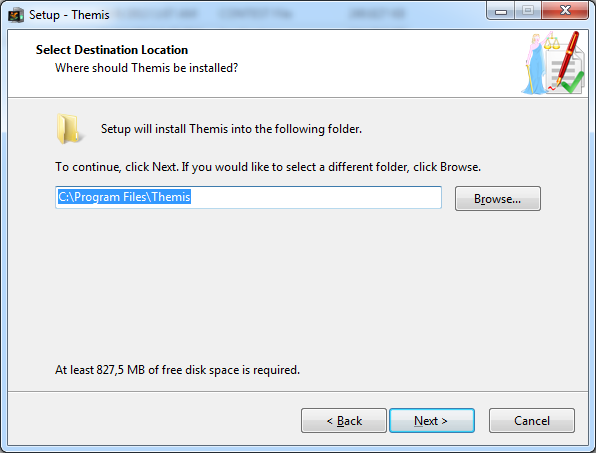 Setup - Themis
Select Destination Location
Where should Themis be installed?
Setup will install Themis into the following folder.
To continue, click Next. If you would like to select a different folder, click Browse.
C:\Program Files\Themis
Browse...
At least 827,5 MB of free disk space is required.
< Back
Next >
Cancel